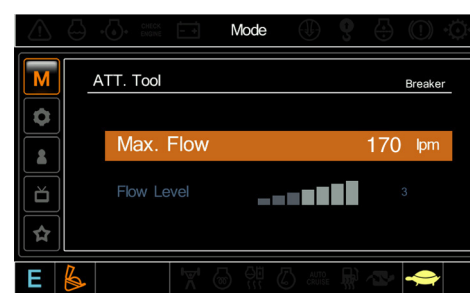 CHECK
ENGINE
Mode
M
ATT. Tool
Breaker
Max. Flow
170 lpm
Flow Level
3
E
AUTO
CRUISE